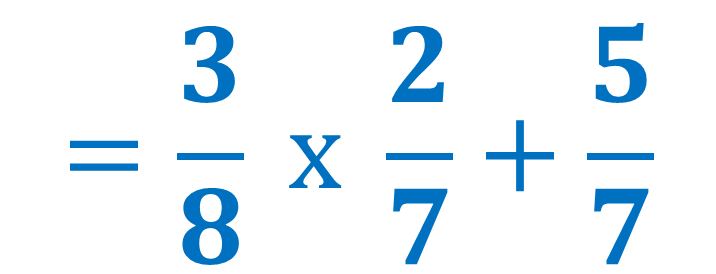 = 3/8 x 2/7 + 5/7